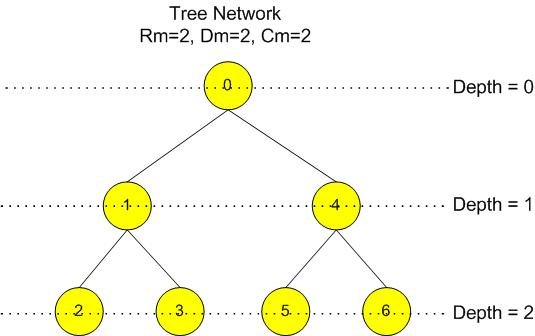 Tree Network
Rm=2, Dm=2, Cm=2
0
Depth = 0
1
4
Depth = 1
2
3
5
6
Depth = 2